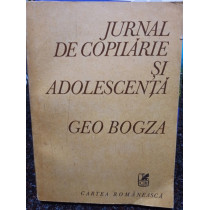 JURNAL
DE COPILĂRIE
ȘI
ADOLESCENȚĂ
GEO BOGZA
CARTEA ROMÂNEASCĂ